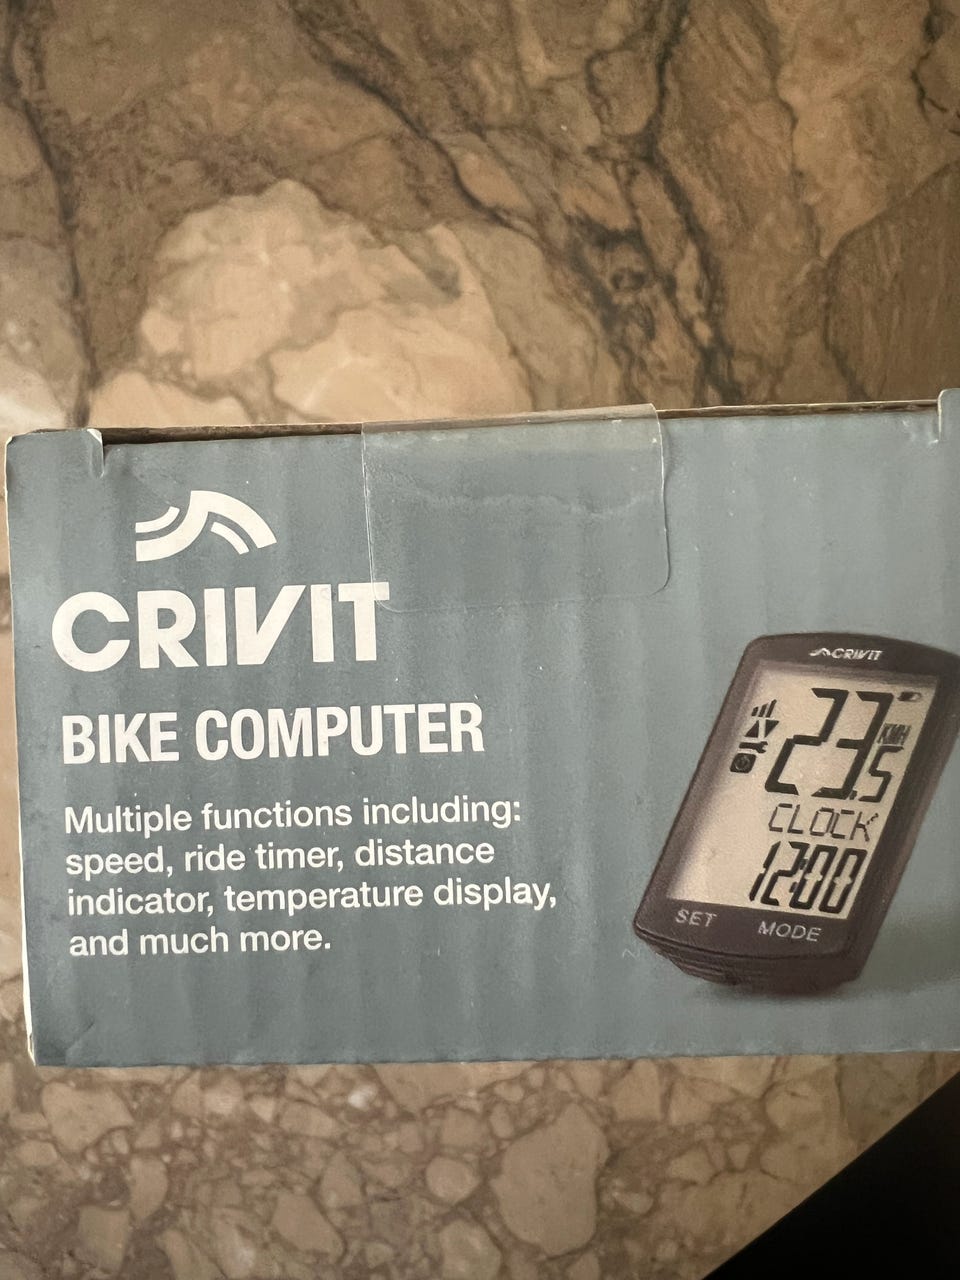 CRIVIT
BIKE COMPUTER
Multiple functions including:
speed, ride timer, distance
indicator, temperature display,
and much more.
CRIVIT
23.5
KMH
CLOCK
12:00
SET MODE